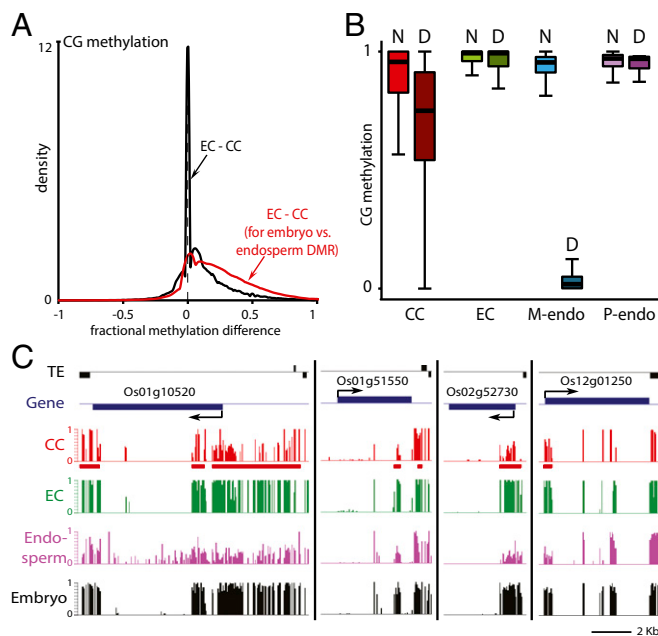 A
CG methylation
12
density
0
EC - CC
EC - CC
(for embryo vs.
endosperm DMR)
-1
-0.5
0
0.5
1
fractional methylation difference
B
N D N D N N D
D
1
CG methylation
0
CC EC M-endo P-endo
C
TE
Gene
Os01g10520
Os01g51550
Os02g52730
Os12g01250
CC
1
0
EC
1
0
Endo-
sperm
1
0
Embryo
1
0
2 Kb